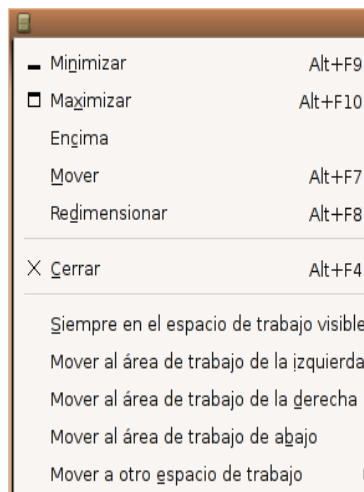 Minimizar Alt+F9
Maximizar Alt+F10
Encima
Mover Alt+F7
Redimensionar Alt+F8
Cerrar Alt+F4
Siempre en el espacio de trabajo visible
Mover al área de trabajo de la izquierda
Mover al área de trabajo de la derecha
Mover al área de trabajo de abajo
Mover a otro espacio de trabajo